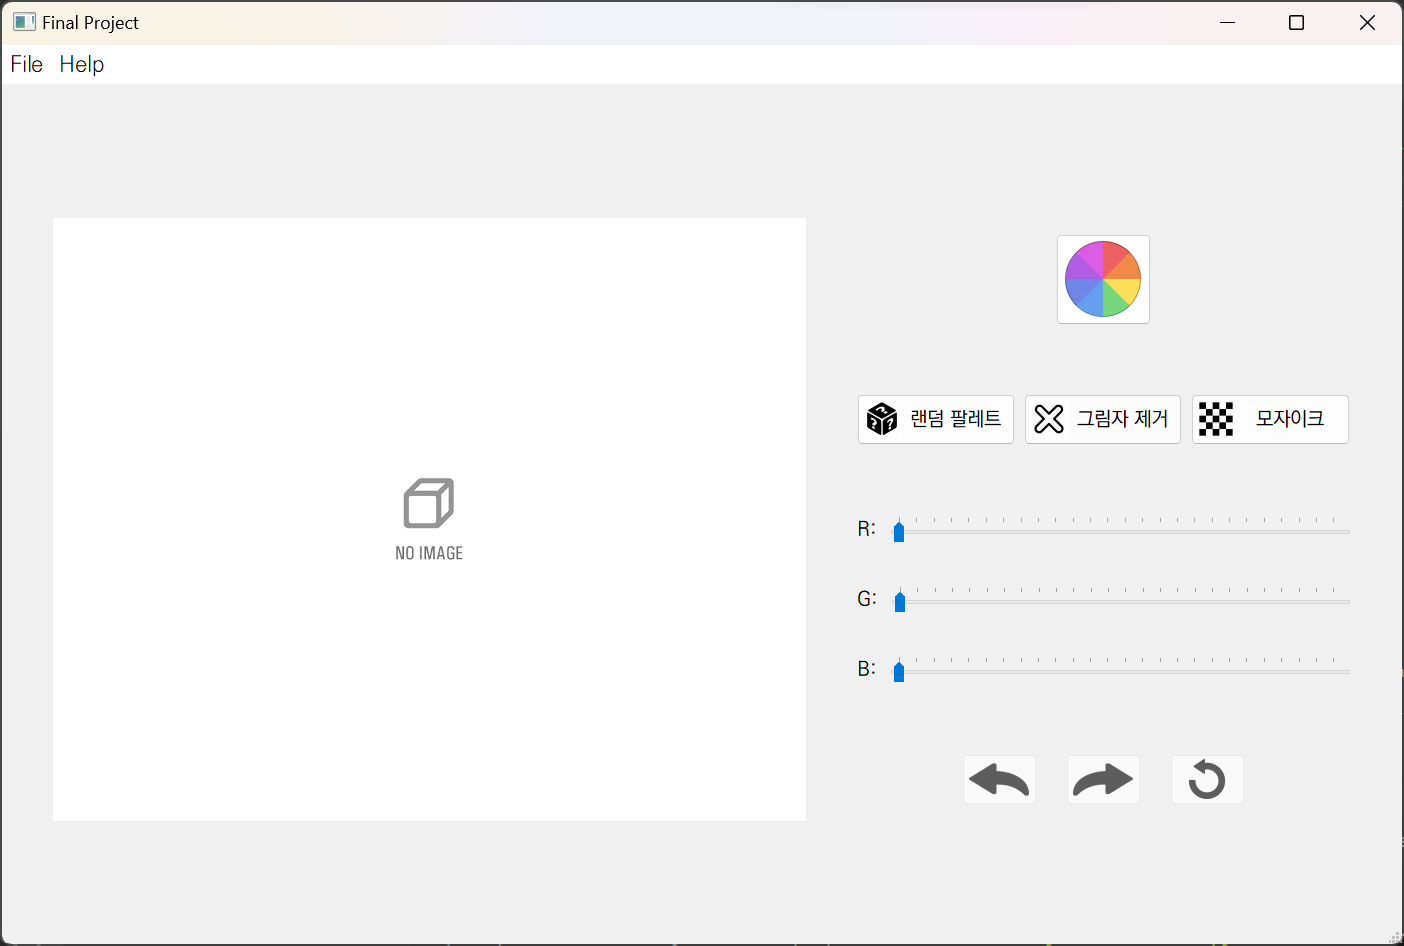 Final Project
File Help
NO IMAGE
랜덤 팔레트
그림자 제거
모자이크
R:
G:
B: